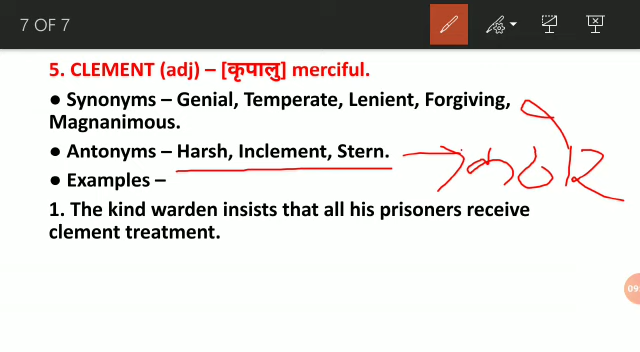 7 OF 7
5. CLEMENT (adj) – [कृपालु] merciful.
● Synonyms – Genial, Temperate, Lenient, Forgiving,
Magnanimous.
● Antonyms – Harsh, Inclement, Stern.
● Examples –
1. The kind warden insists that all his prisoners receive
clement treatment.